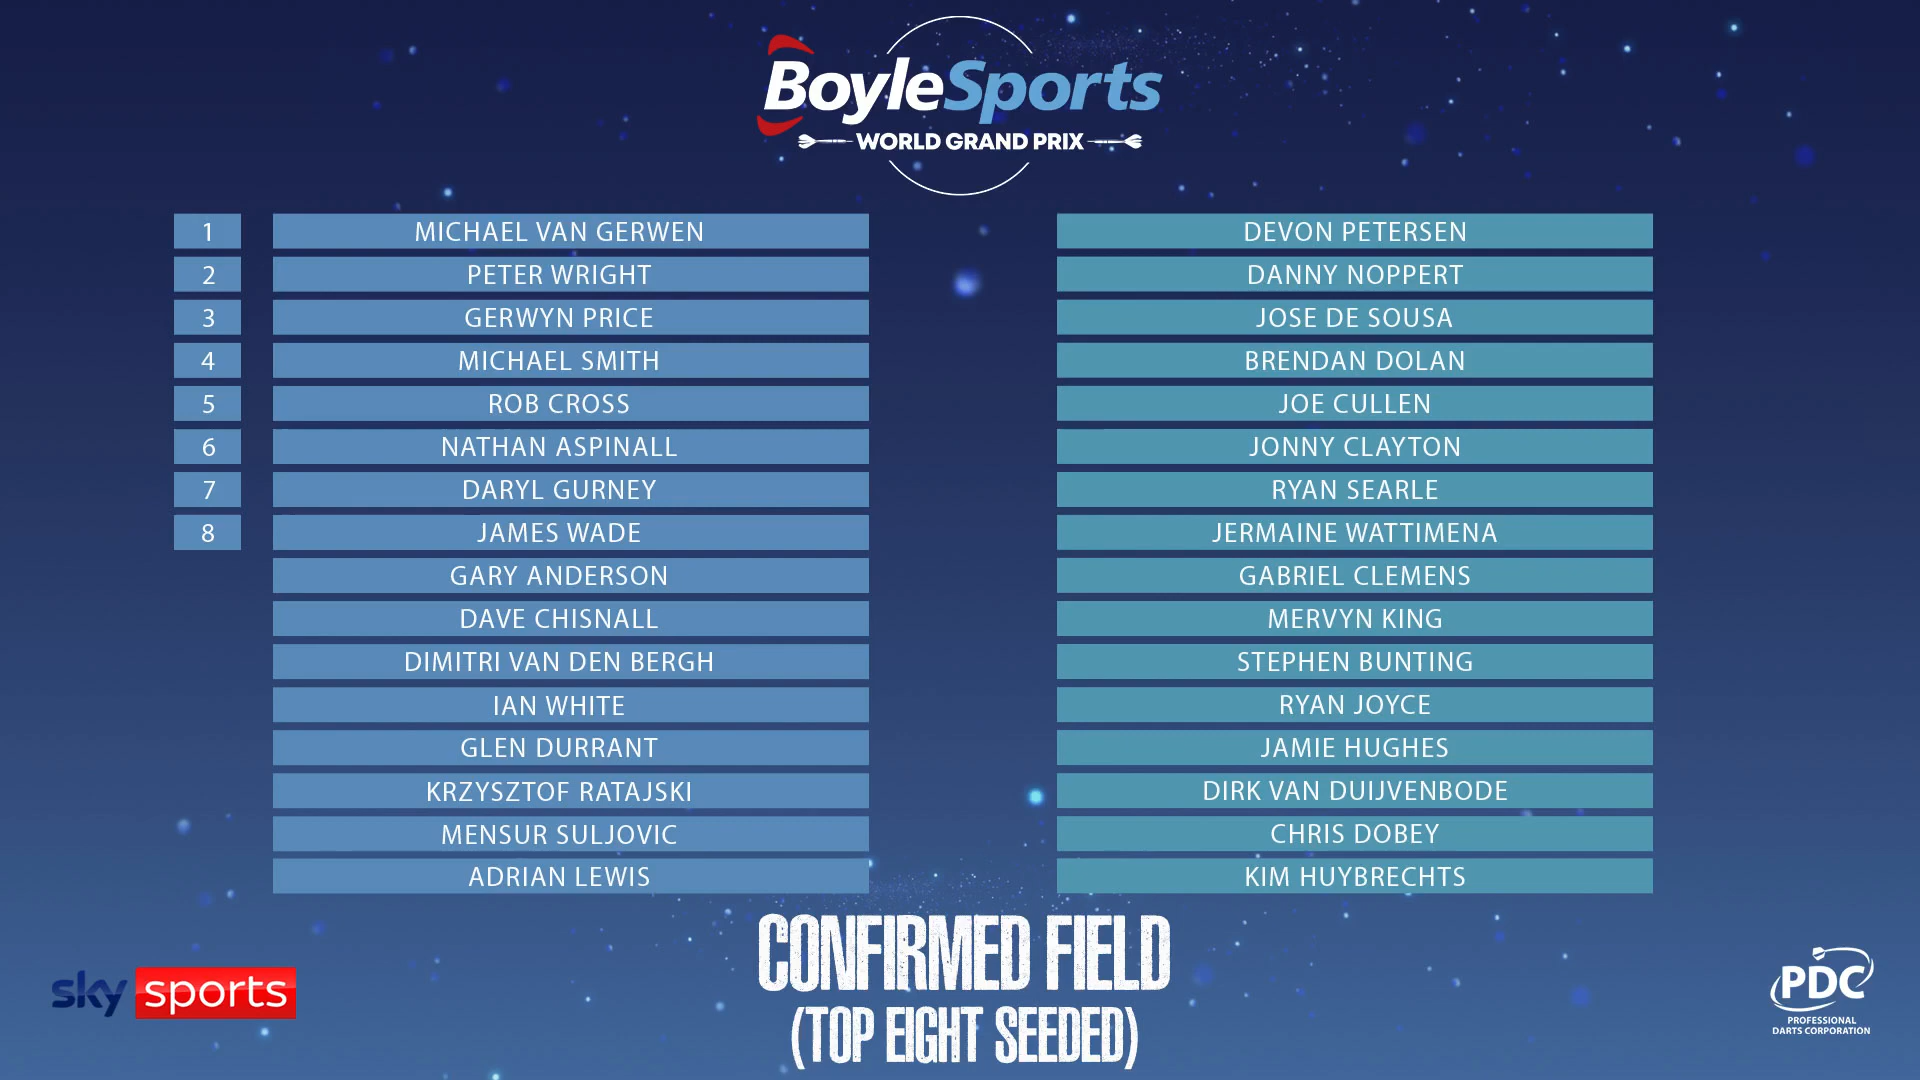 BoyleSports
WORLD GRAND PRIX
1 MICHAEL VAN GERWEN
2 PETER WRIGHT
3 GERWYN PRICE
4 MICHAEL SMITH
5 ROB CROSS
6 NATHAN ASPINALL
7 DARYL GURNEY
8 JAMES WADE
GARY ANDERSON
DAVE CHISNALL
DIMITRI VAN DEN BERGH
IAN WHITE
GLEN DURRANT
KRZYSZTOF RATAJSKI
MENSUR SULJOVIC
ADRIAN LEWIS
DEVON PETERSEN
DANNY NOPPERT
JOSE DE SOUSA
BRENDAN DOLAN
JOE CULLEN
JONNY CLAYTON
RYAN SEARLE
JERMAINE WATTIMENA
GABRIEL CLEMENS
MERVYN KING
STEPHEN BUNTING
RYAN JOYCE
JAMIE HUGHES
DIRK VAN DUIJVENBODE
CHRIS DOBEY
KIM HUYBRECHTS
CONFIRMED FIELD
(TOP EIGHT SEEDED)
sky sports
PDC
PROFESSIONAL
DARTS CORPORATION